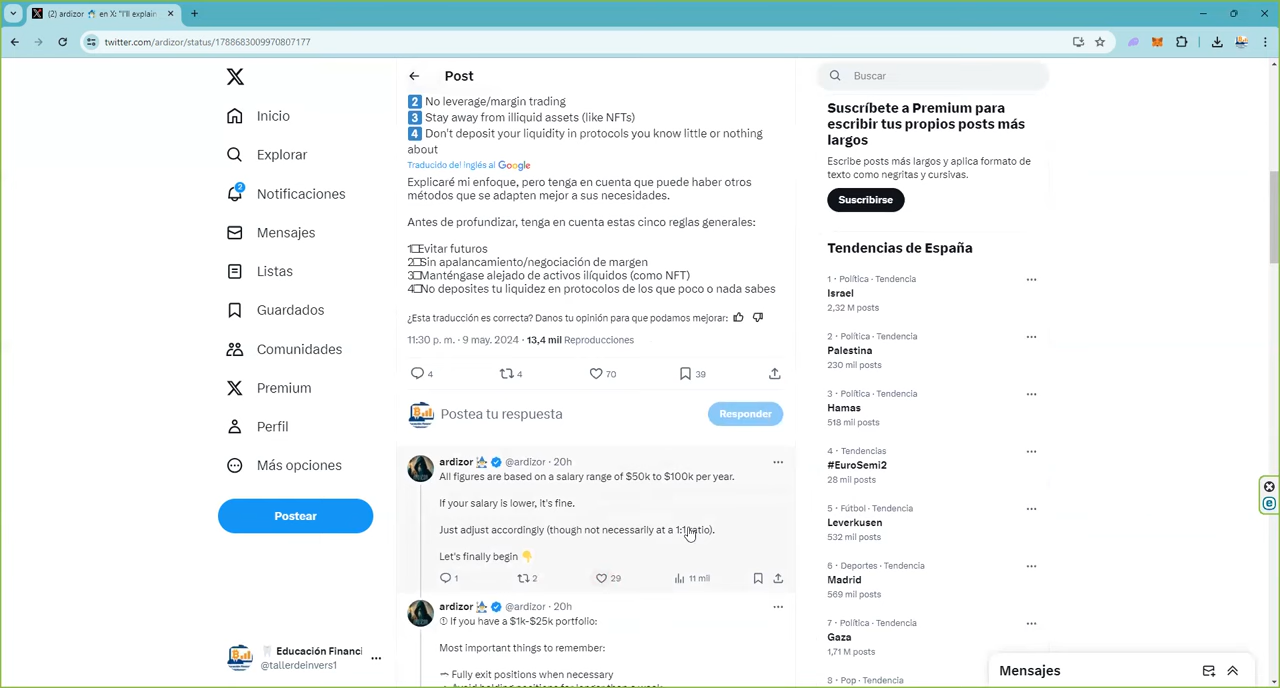 (2) ardizor 🧙‍♂️ en X: "I'll explain
twitter.com/ardizor/status/1788683009970807177
Inicio
Explorar
2
Notificaciones
Mensajes
Listas
Guardados
Comunidades
Premium
Perfil
Más opciones
Postear
Educación Financi
@tallerdeinvers1
Post
2️⃣ No leverage/margin trading
3️⃣ Stay away from illiquid assets (like NFTs)
4️⃣ Don't deposit your liquidity in protocols you know little or nothing
about
Traducido del inglés al Google
Explicaré mi enfoque, pero tenga en cuenta que puede haber otros
métodos que se adapten mejor a sus necesidades.
Antes de profundizar, tenga en cuenta estas cinco reglas generales:
1□Evitar futuros
2□Sin apalancamiento/negociación de margen
3□Manténgase alejado de activos ilíquidos (como NFT)
4□No deposites tu liquidez en protocolos de los que poco o nada sabes
¿Esta traducción es correcta? Danos tu opinión para que podamos mejorar:
11:30 p. m. · 9 may. 2024 · 13,4 mil Reproducciones
4 4 70 39
Postea tu respuesta
Responder
ardizor 🧙‍♂️ @ardizor · 20h
All figures are based on a salary range of $50k to $100k per year.
If your salary is lower, it's fine.
Just adjust accordingly (though not necessarily at a 1:1 ratio).
Let's finally begin 👇
1 2 29 11 mil
ardizor 🧙‍♂️ @ardizor · 20h
① If you have a $1k-$25k portfolio:
Most important things to remember:
Fully exit positions when necessary
Buscar
Suscríbete a Premium para
escribir tus propios posts más
largos
Escribe posts más largos y aplica formato de
texto como negritas y cursivas.
Suscribirse
Tendencias de España
1 · Política · Tendencia
Israel
2,32 M posts
2 · Política · Tendencia
Palestina
230 mil posts
3 · Política · Tendencia
Hamas
518 mil posts
4 · Tendencias
#EuroSemi2
28 mil posts
5 · Fútbol · Tendencia
Leverkusen
532 mil posts
6 · Deportes · Tendencia
Madrid
569 mil posts
7 · Política · Tendencia
Gaza
1,71 M posts
8 · Pop · Tendencia
Mensajes